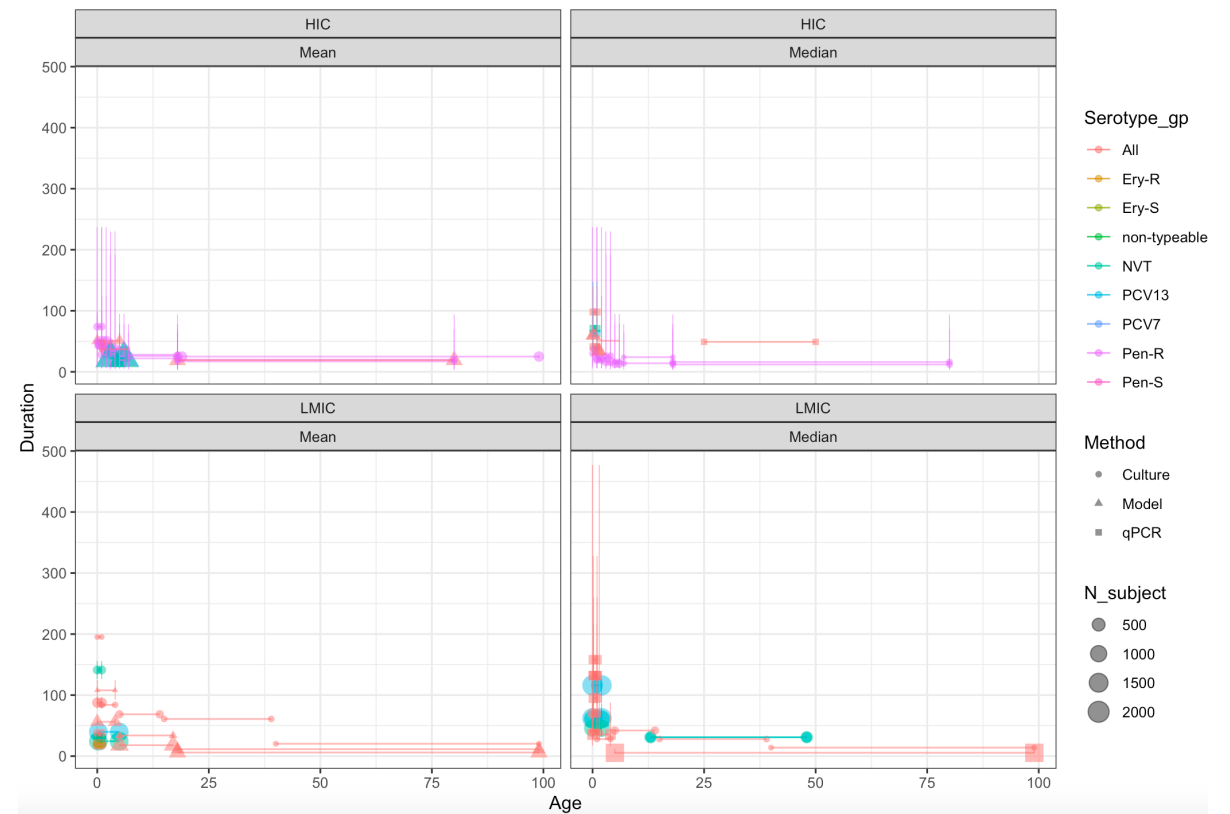 HIC
HIC
Mean
Median
500
400
300
200
100
0
LMIC
LMIC
Mean
Median
500
400
300
200
100
0
0
25
50
75
100
0
25
50
75
100
Age
Duration
Serotype_gp
All
Ery-R
Ery-S
non-typeable
NVT
PCV13
PCV7
Pen-R
Pen-S
Method
Culture
Model
qPCR
N_subject
500
1000
1500
2000